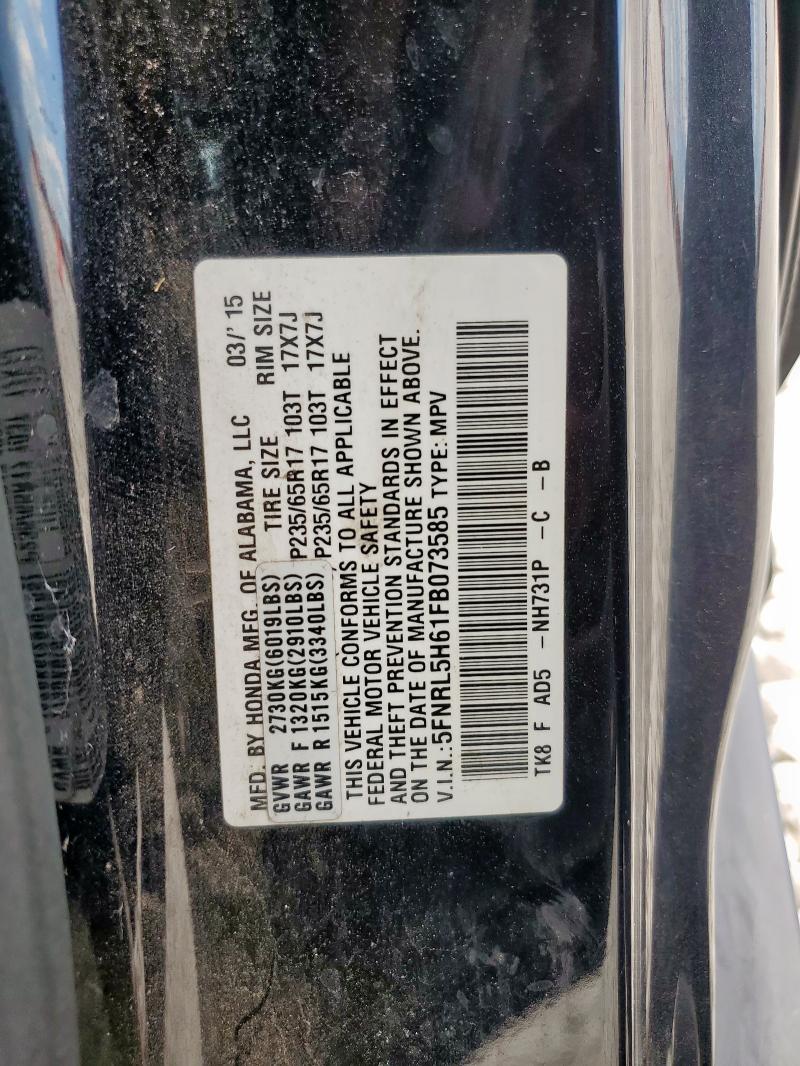 MFD. BY HONDA MFG. OF ALABAMA, LLC 03/'15
GVWR 2730KG(6019LBS) TIRE SIZE RIM SIZE
GAWR F 1320KG(2910LBS) P235/65R17 103T 17X7J
GAWR R 1515KG(3340LBS) P235/65R17 103T 17X7J
THIS VEHICLE CONFORMS TO ALL APPLICABLE
FEDERAL MOTOR VEHICLE SAFETY
AND THEFT PREVENTION STANDARDS IN EFFECT
ON THE DATE OF MANUFACTURE SHOWN ABOVE.
V.I.N.:5FNRL5H61FB073585 TYPE: MPV
TK8 F AD5 -NH731P -C -B